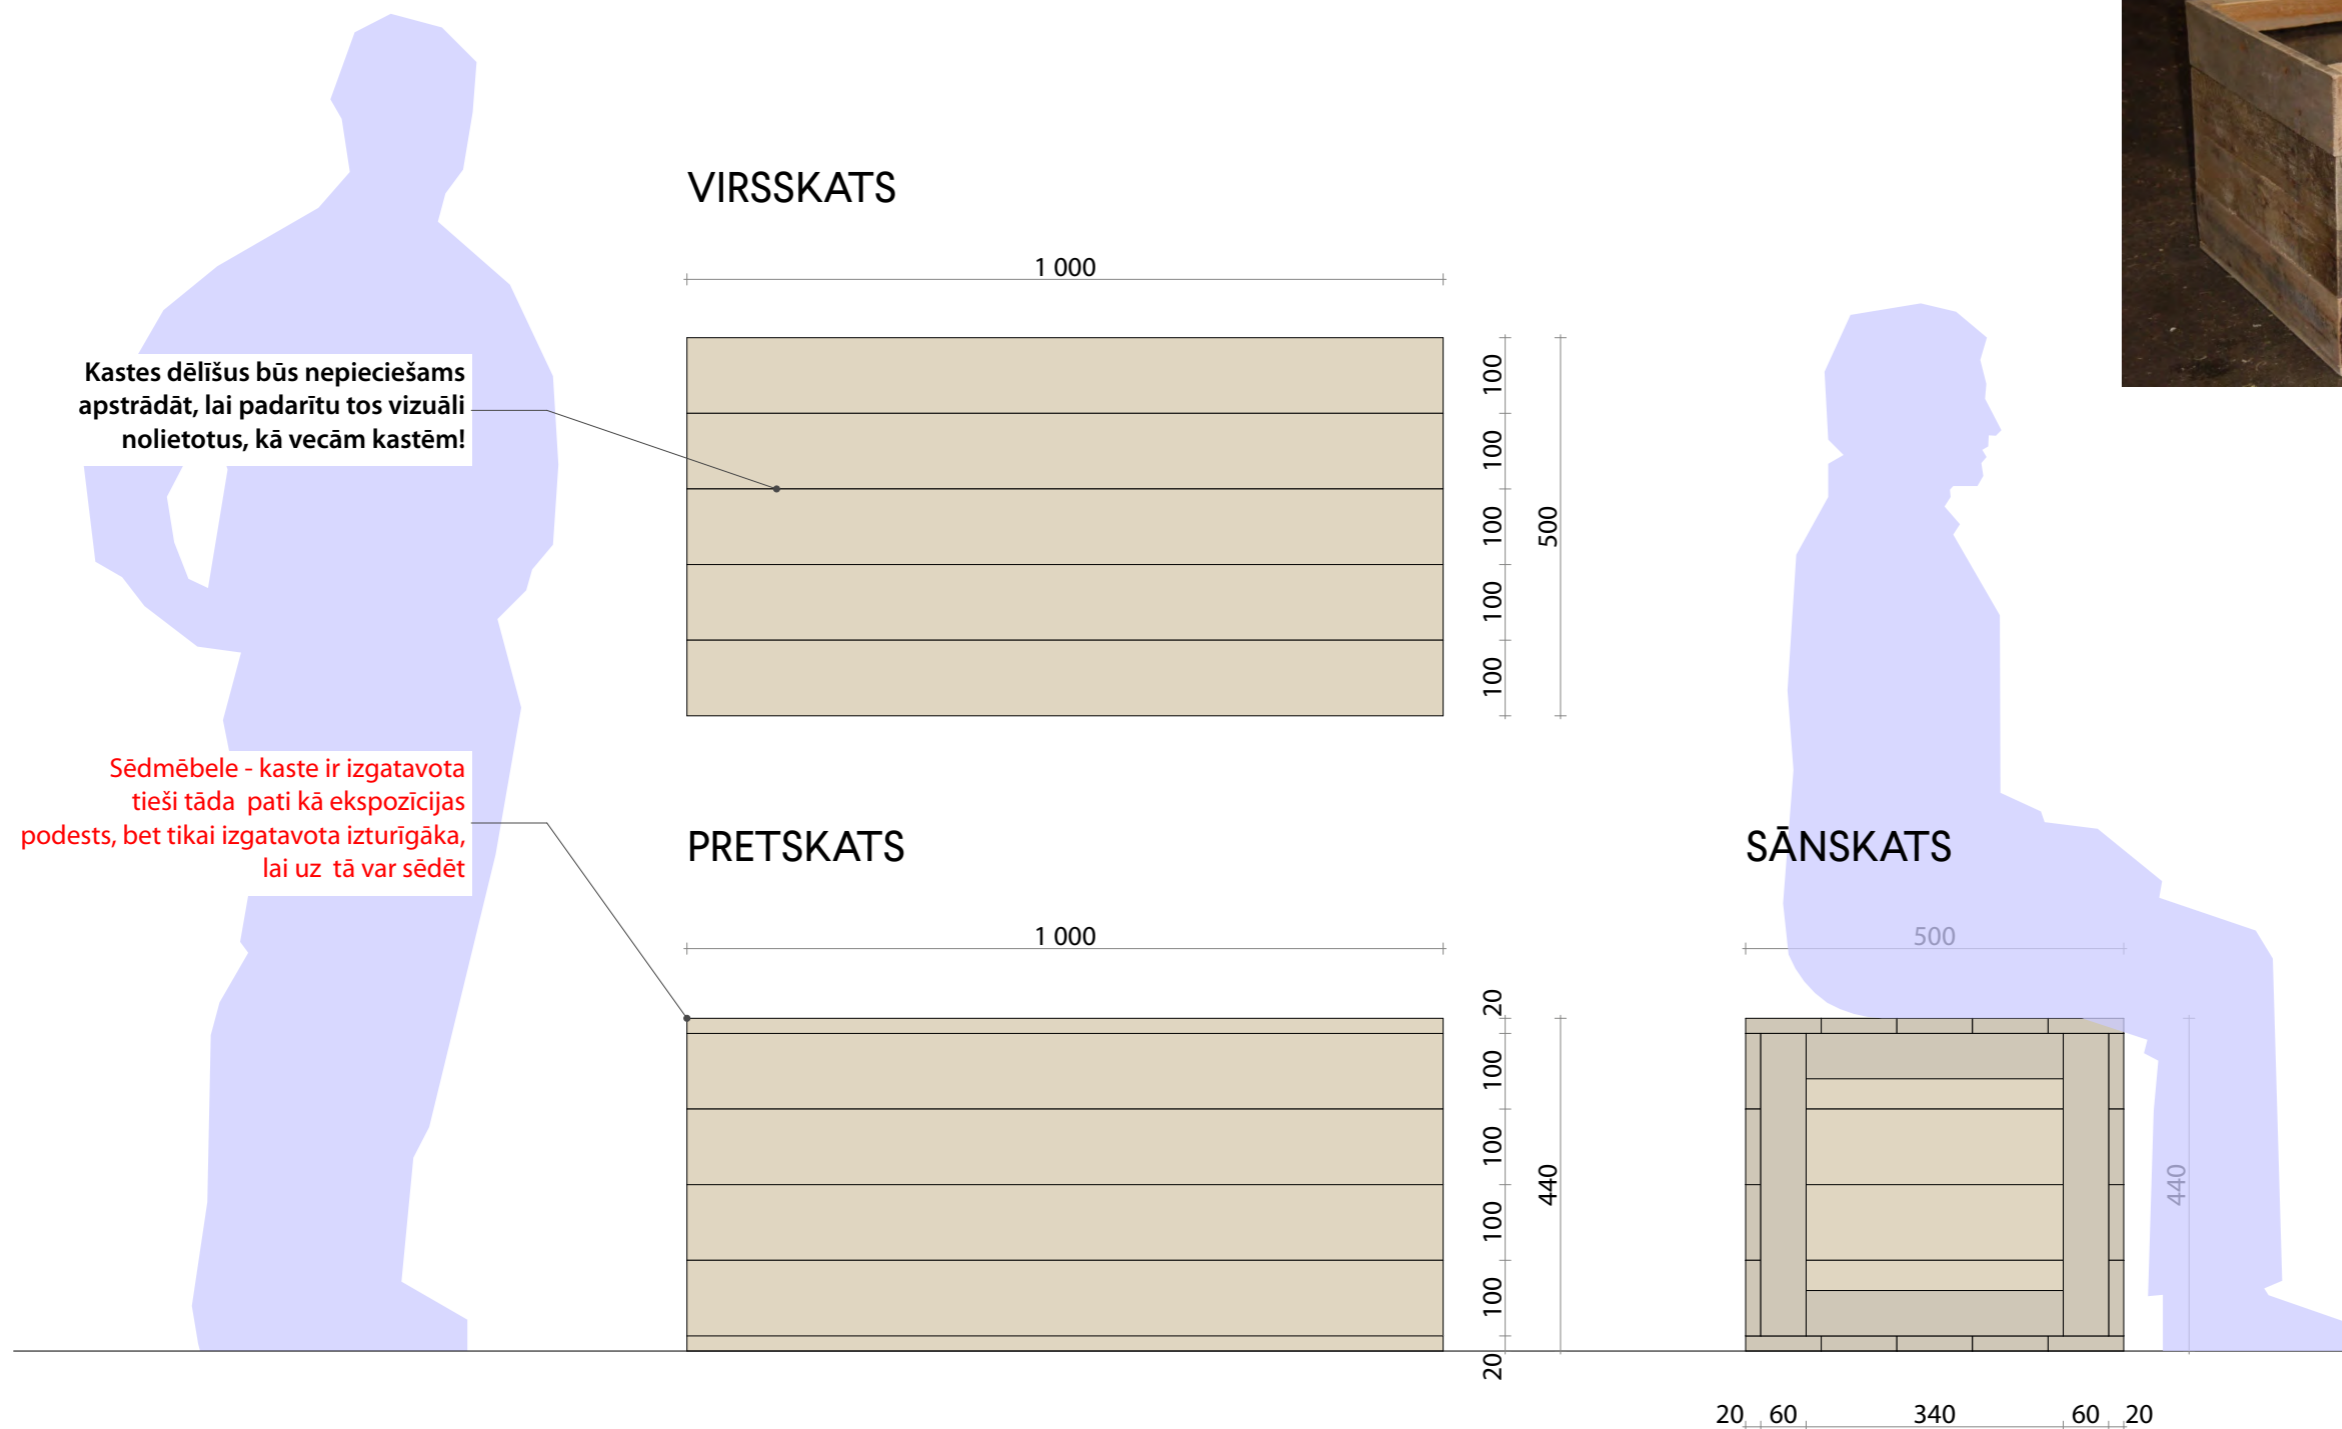 VIRSSKATS
1 000
Kastes dēlīšus būs nepieciešams
apstrādāt, lai padarītu tos vizuāli
nolietotus, kā vecām kastēm!
100
100
100
100
100
500
Sēdmēbele - kaste ir izgatavota
tieši tāda  pati kā ekspozīcijas
podests, bet tikai izgatavota izturīgāka,
lai uz  tā var sēdēt
PRETSKATS
1 000
20
100
100
100
100
20
440
SĀNSKATS
500
440
20 60 340 60 20